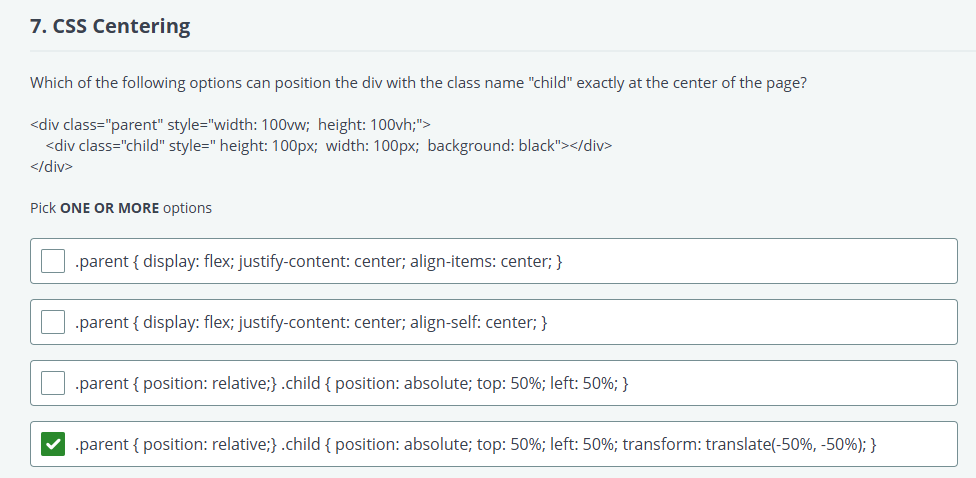 7. CSS Centering
Which of the following options can position the div with the class name "child" exactly at the center of the page?
<div class="parent" style="width: 100vw;  height: 100vh;">
<div class="child" style=" height: 100px;  width: 100px;  background: black"></div>
</div>
Pick ONE OR MORE options
.parent { display: flex; justify-content: center; align-items: center; }
.parent { display: flex; justify-content: center; align-self: center; }
.parent { position: relative;} .child { position: absolute; top: 50%; left: 50%; }
.parent { position: relative;} .child { position: absolute; top: 50%; left: 50%; transform: translate(-50%, -50%); }